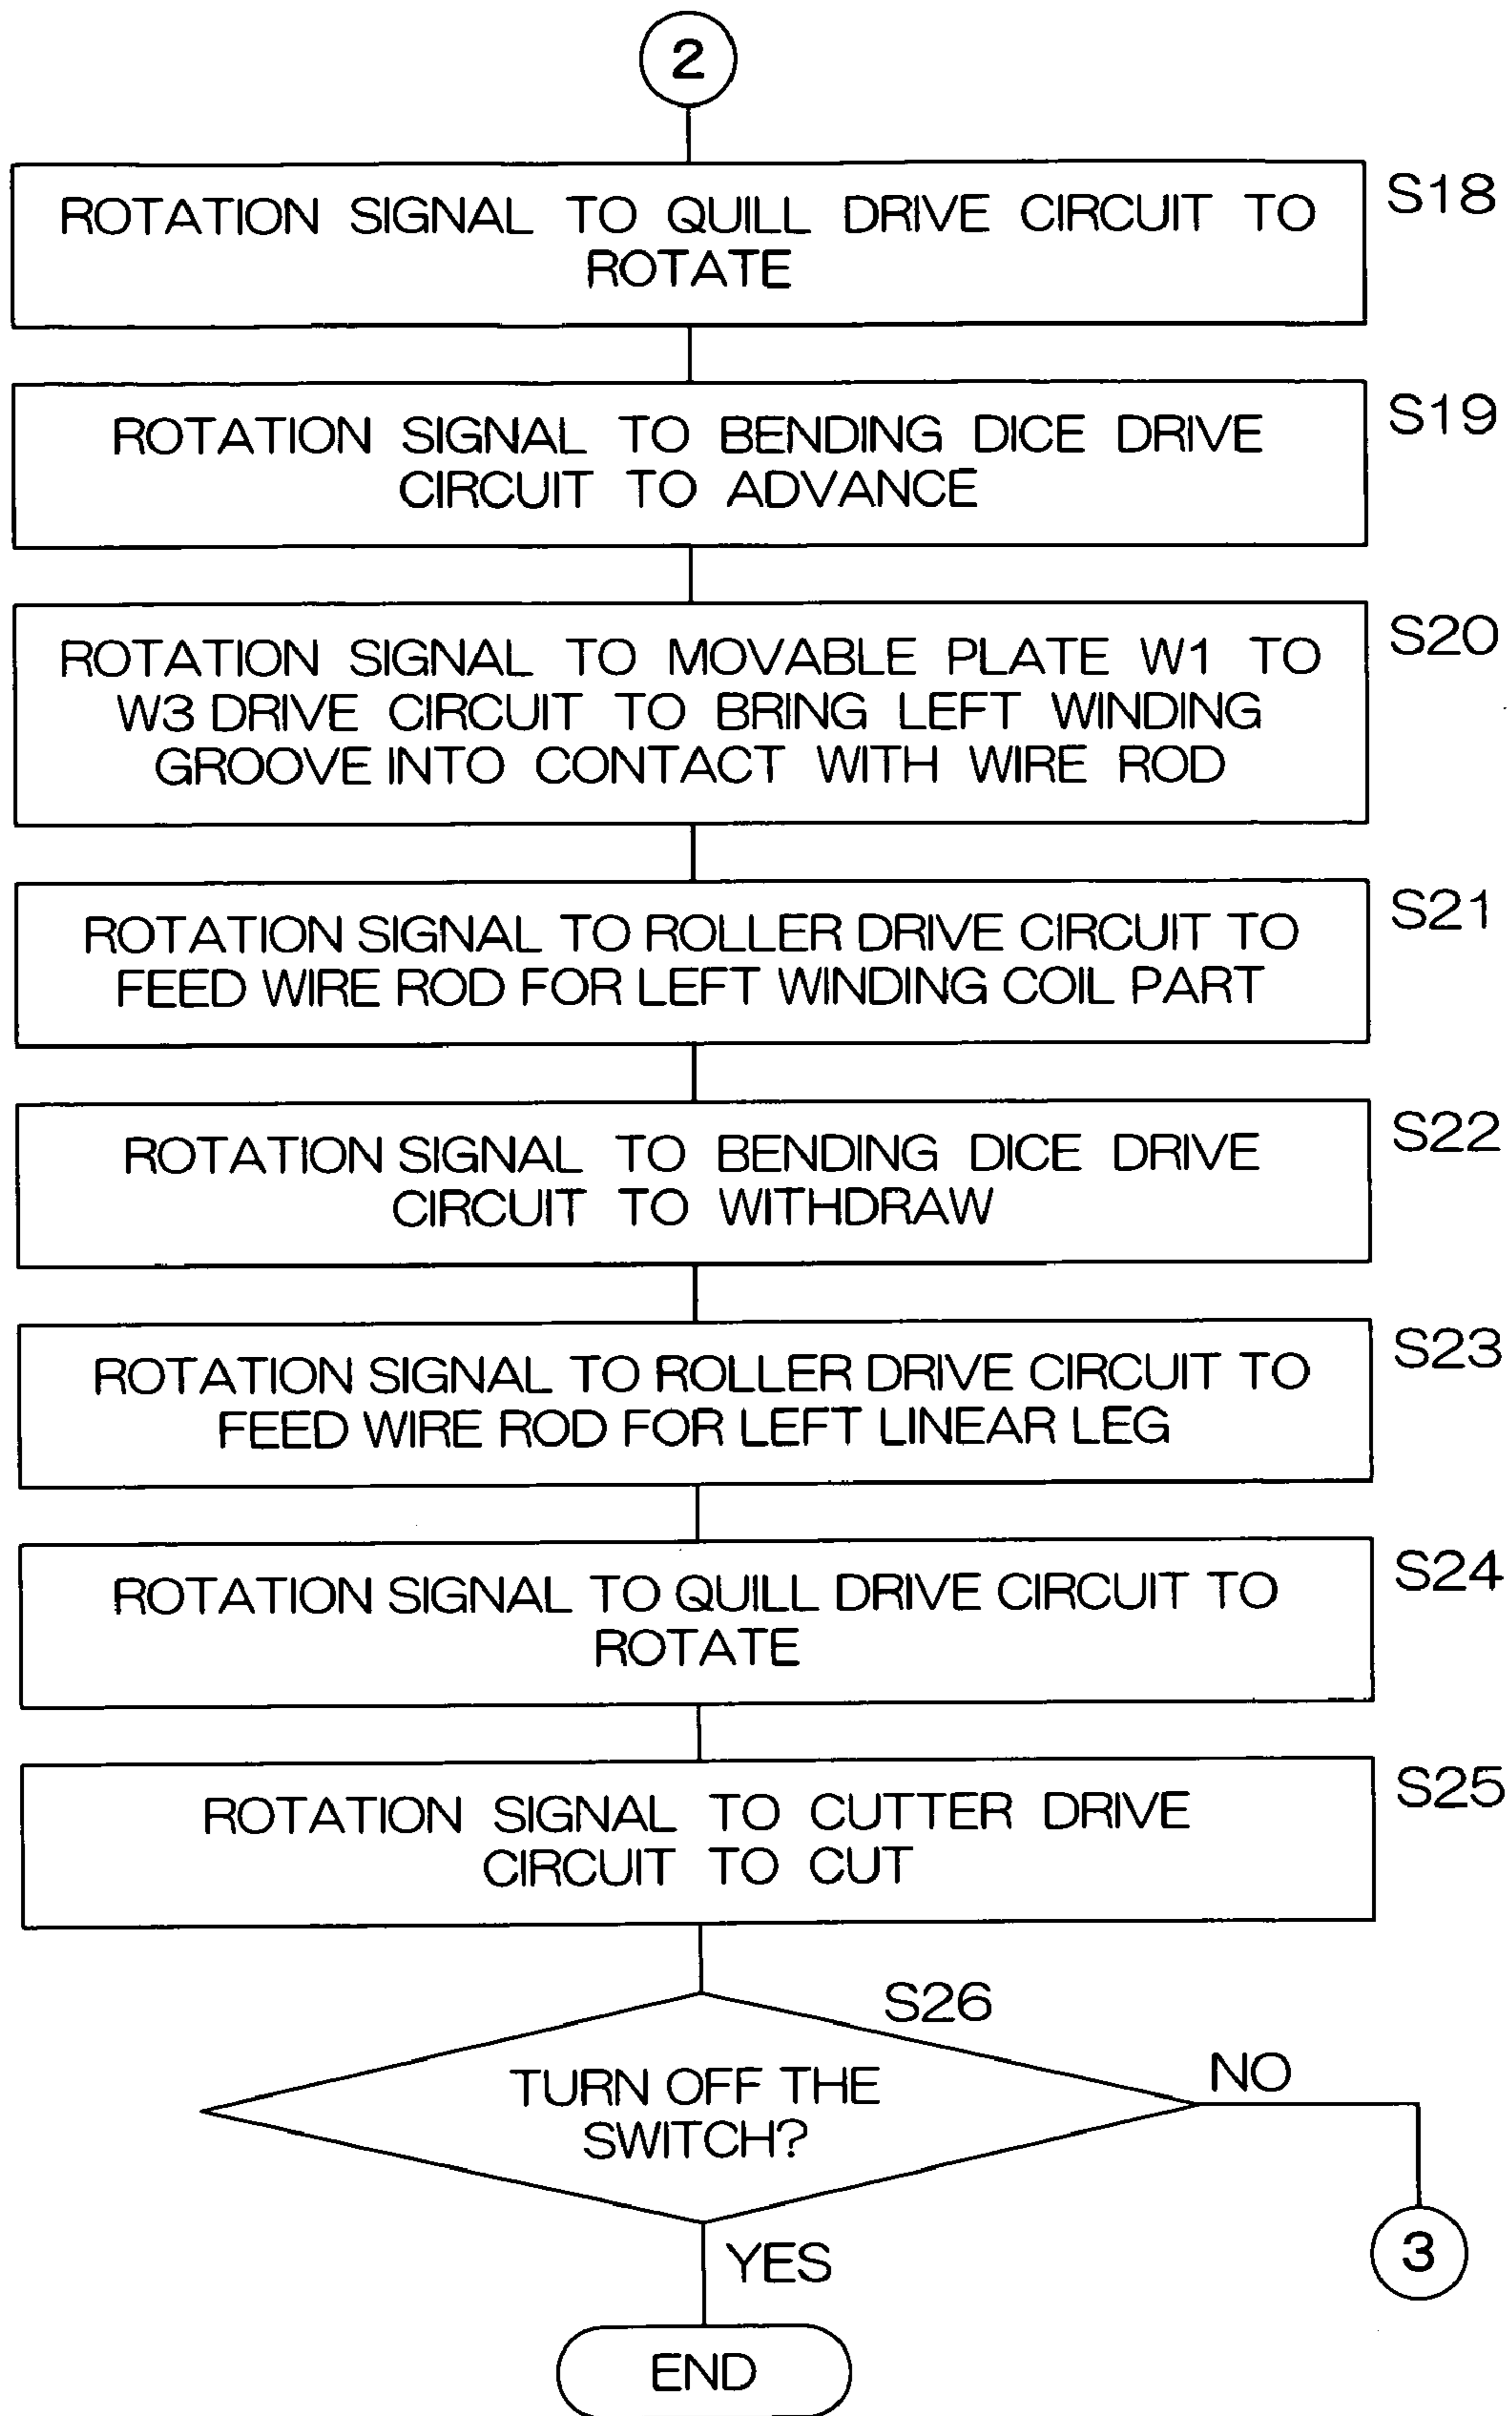 2
ROTATION SIGNAL TO QUILL DRIVE CIRCUIT TO
ROTATE
S18
ROTATION SIGNAL TO BENDING DICE DRIVE
CIRCUIT TO ADVANCE
S19
ROTATION SIGNAL TO MOVABLE PLATE W1 TO
W3 DRIVE CIRCUIT TO BRING LEFT WINDING
GROOVE INTO CONTACT WITH WIRE ROD
S20
ROTATION SIGNAL TO ROLLER DRIVE CIRCUIT TO
FEED WIRE ROD FOR LEFT WINDING COIL PART
S21
ROTATION SIGNAL TO BENDING DICE DRIVE
CIRCUIT TO WITHDRAW
S22
ROTATION SIGNAL TO ROLLER DRIVE CIRCUIT TO
FEED WIRE ROD FOR LEFT LINEAR LEG
S23
ROTATION SIGNAL TO QUILL DRIVE CIRCUIT TO
ROTATE
S24
ROTATION SIGNAL TO CUTTER DRIVE
CIRCUIT TO CUT
S25
S26
TURN OFF THE
SWITCH?
NO
3
YES
END